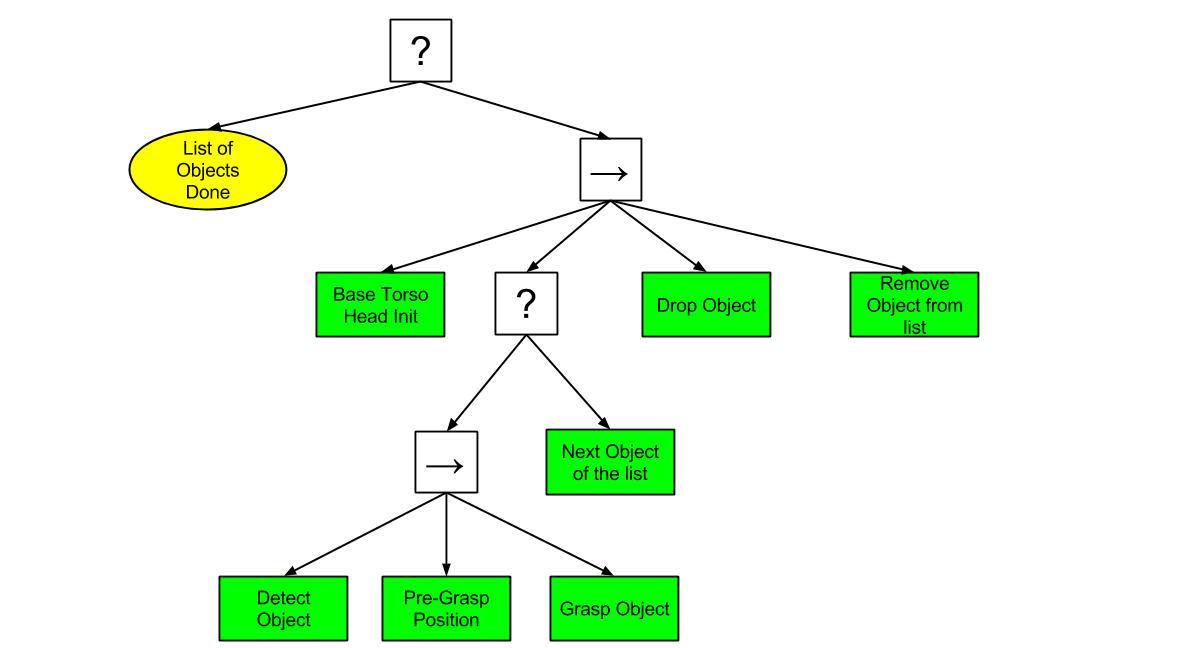 ?
List of
Objects
Done
→
Base Torso
Head Init
?
Drop Object
Remove
Object from
list
→
Next Object
of the list
Detect
Object
Pre-Grasp
Position
Grasp Object